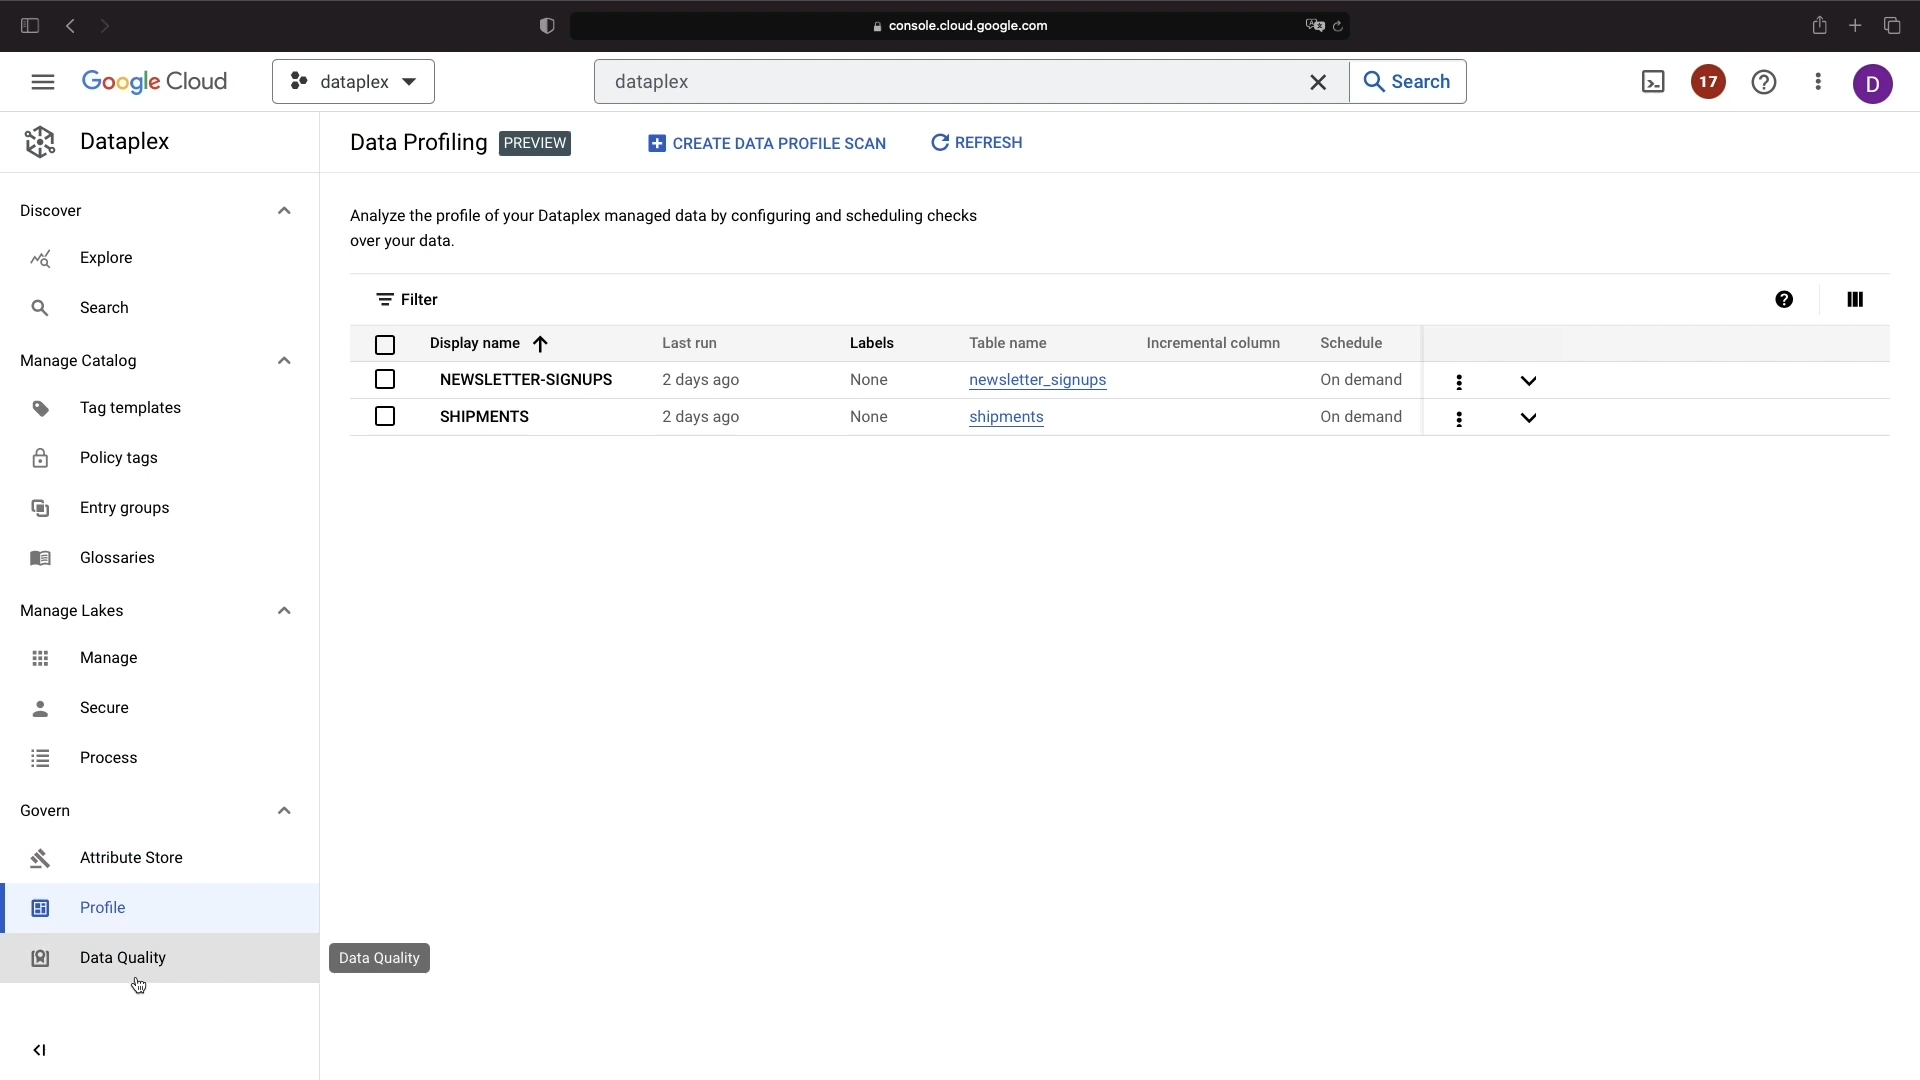 console.cloud.google.com
Google Cloud
dataplex
dataplex
Search
17
D
Dataplex
Data Profiling
PREVIEW
CREATE DATA PROFILE SCAN
REFRESH
Discover
Explore
Search
Manage Catalog
Tag templates
Policy tags
Entry groups
Glossaries
Manage Lakes
Manage
Secure
Process
Govern
Attribute Store
Profile
Data Quality
Data Quality
Analyze the profile of your Dataplex managed data by configuring and scheduling checks
over your data.
Filter
Display name Last run Labels Table name Incremental column Schedule
NEWSLETTER-SIGNUPS 2 days ago None newsletter_signups On demand
SHIPMENTS 2 days ago None shipments On demand